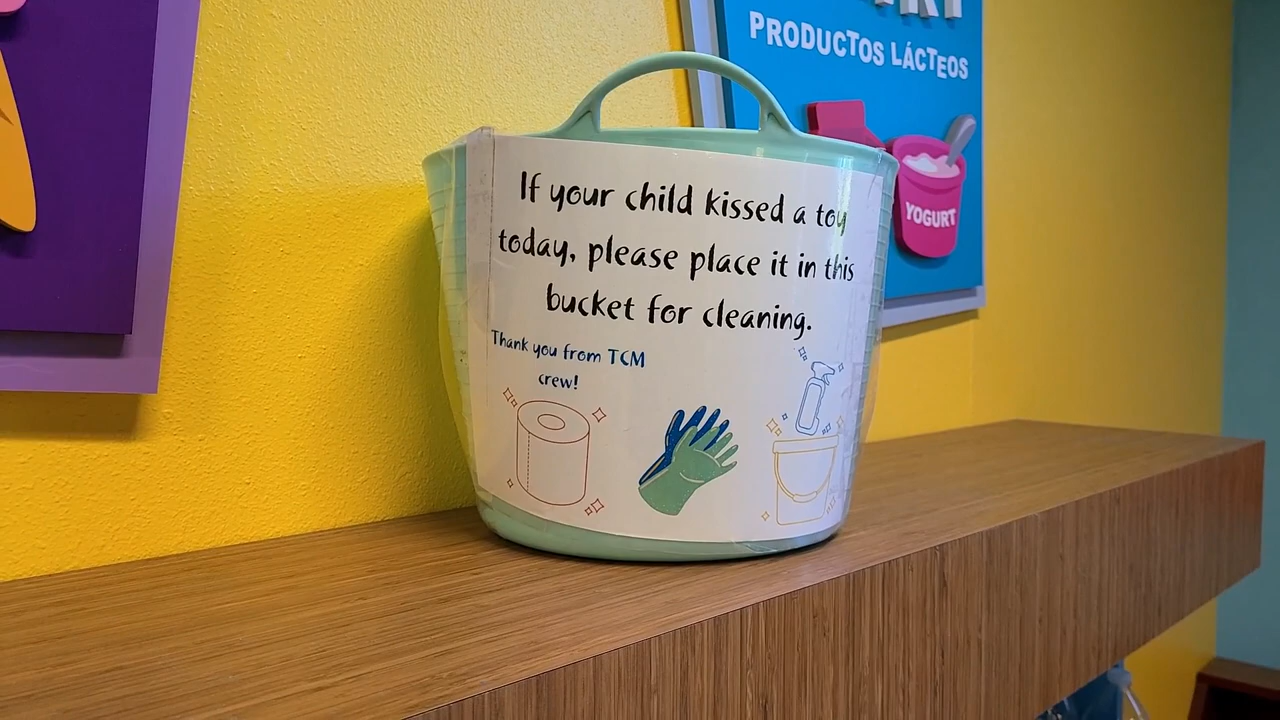 PRODUCTOS LÁCTEOS
YOGURT
If your child kissed a toy
today, please place it in this
bucket for cleaning.
Thank you from TCM
crew!